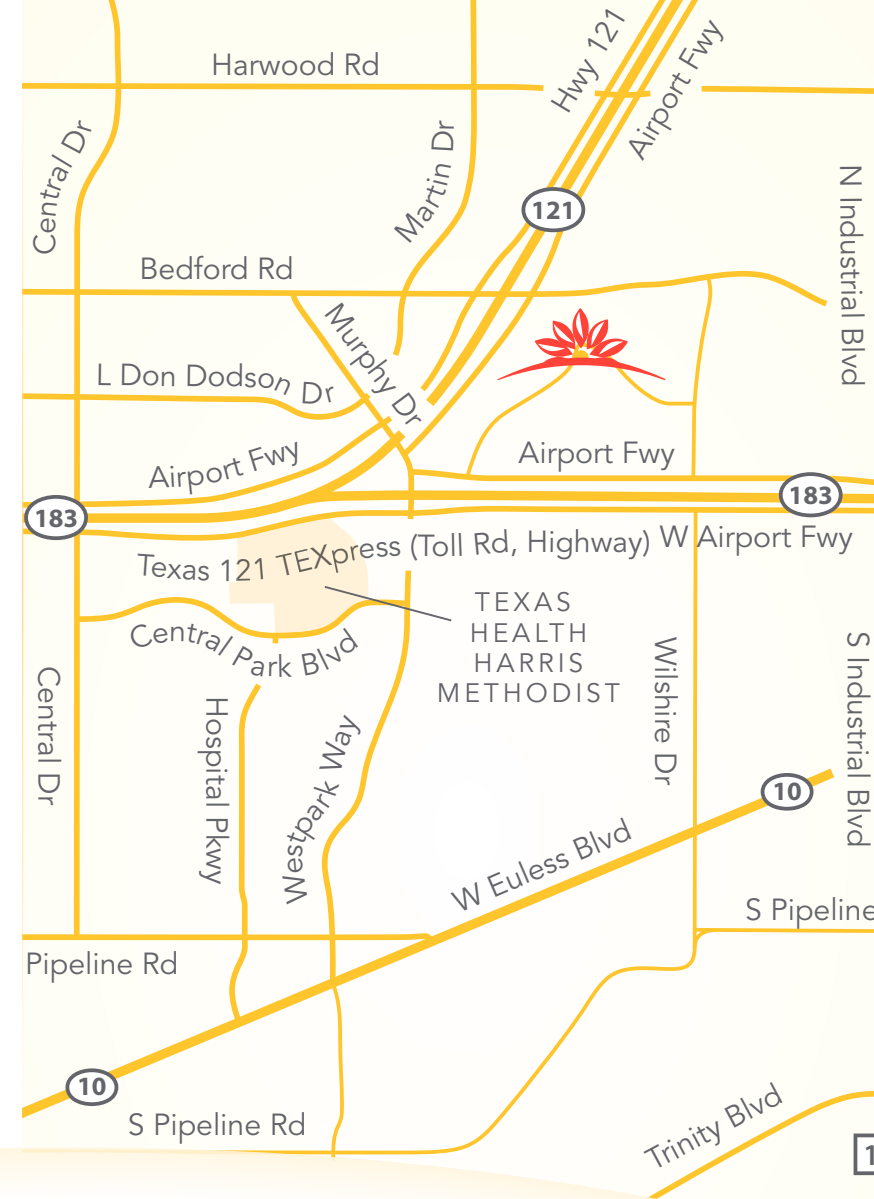 Harwood Rd
Hwy 121
Airport Fwy
Central Dr
Martin Dr
121
N Industrial Blvd
Bedford Rd
Murphy Dr
L Don Dodson Dr
Airport Fwy
Airport Fwy
183
183
Texas 121 TEXpress (Toll Rd, Highway)
W Airport Fwy
TEXAS
HEALTH
HARRIS
METHODIST
Central Park Blvd
Central Dr
Hospital Pkwy
Westpark Way
Wilshire Dr
S Industrial Blvd
10
W Euless Blvd
S Pipeline
Pipeline Rd
10
S Pipeline Rd
Trinity Blvd
1